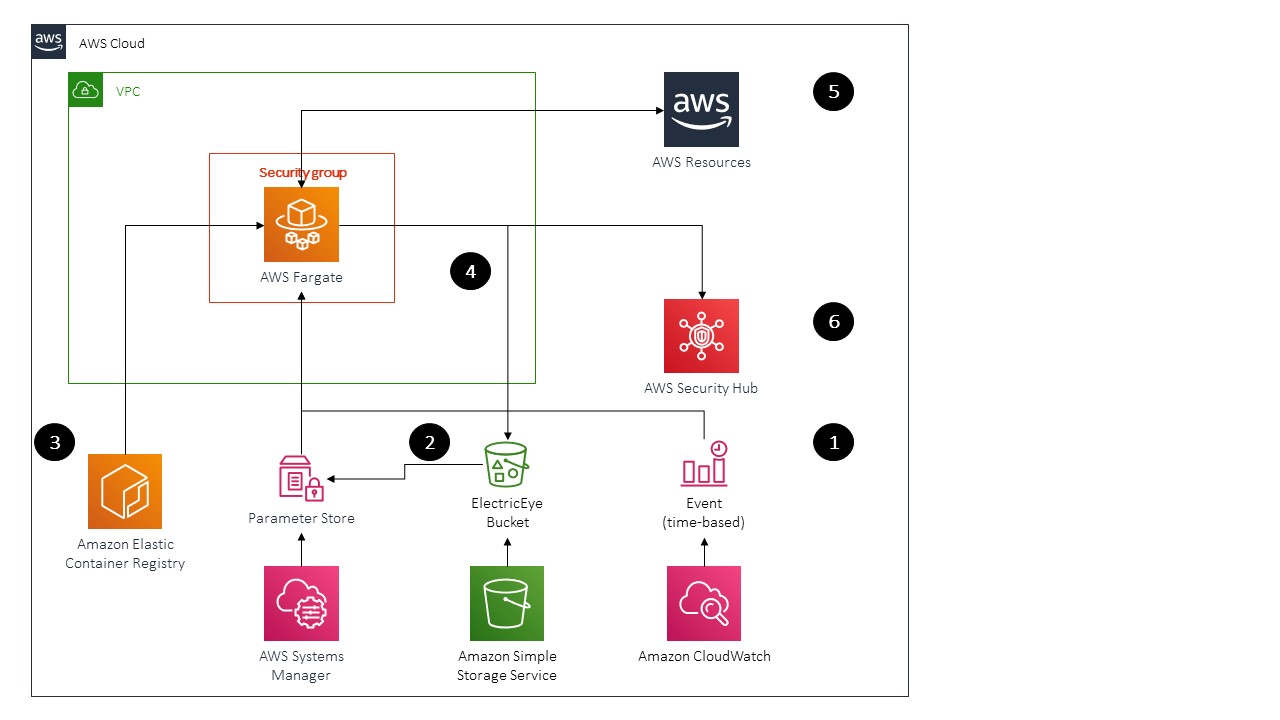 aws
AWS Cloud
VPC
aws
5
AWS Resources
Security group
AWS Fargate
4
6
AWS Security Hub
3
2
1
Amazon Elastic
Container Registry
Parameter Store
ElectricEye
Bucket
Event
(time-based)
AWS Systems
Manager
Amazon Simple
Storage Service
Amazon CloudWatch